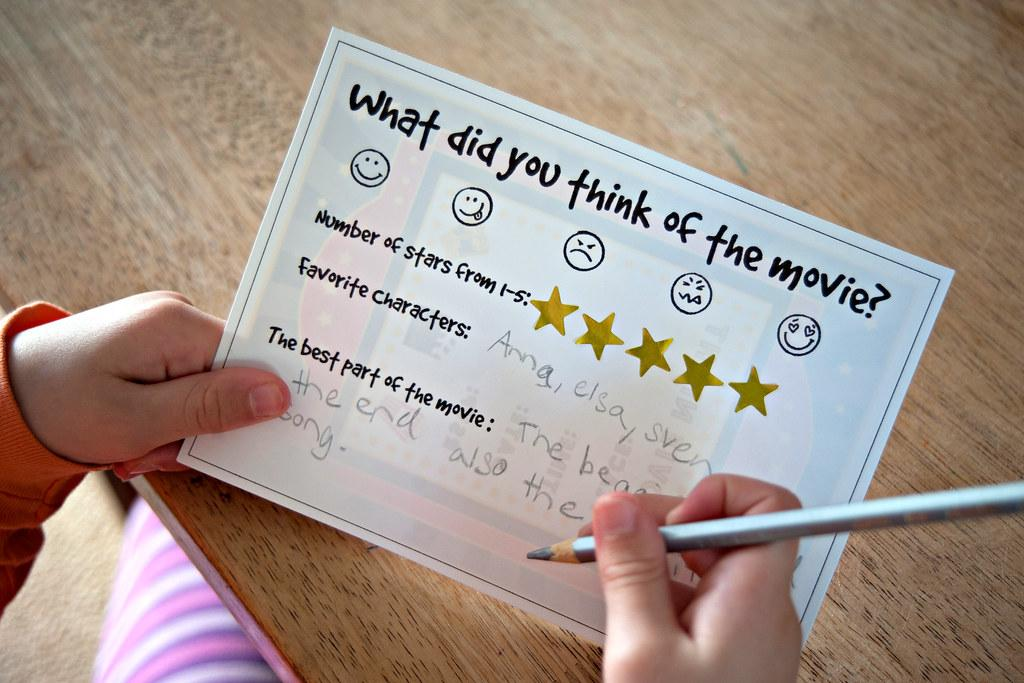 What did you think of the movie?
Number of stars from 1-5:
Favorite Characters: Anna, elsa, sven
The best part of the movie: The
the end also the
song.